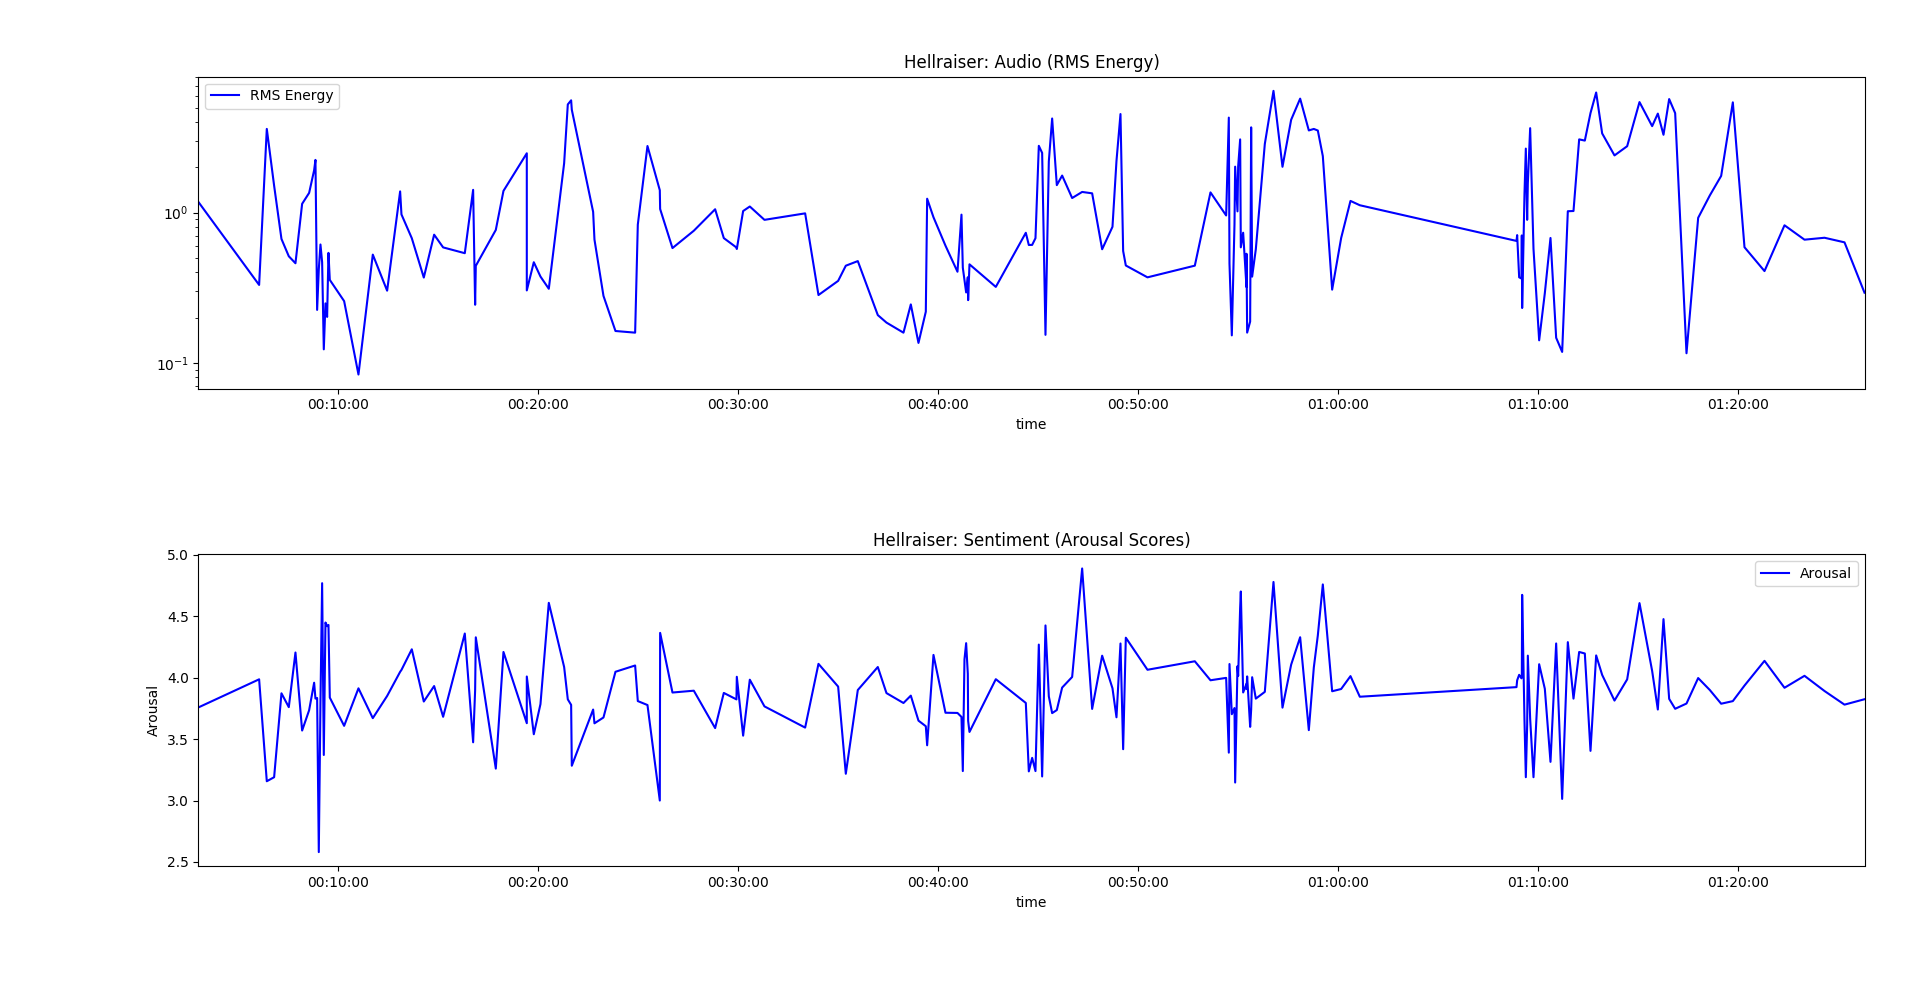 Hellraiser: Audio (RMS Energy)
RMS Energy
10⁰
10⁻¹
00:10:00 00:20:00 00:30:00 00:40:00 00:50:00 01:00:00 01:10:00 01:20:00
time
Hellraiser: Sentiment (Arousal Scores)
Arousal
5.0
4.5
4.0
3.5
3.0
2.5
Arousal
00:10:00 00:20:00 00:30:00 00:40:00 00:50:00 01:00:00 01:10:00 01:20:00
time